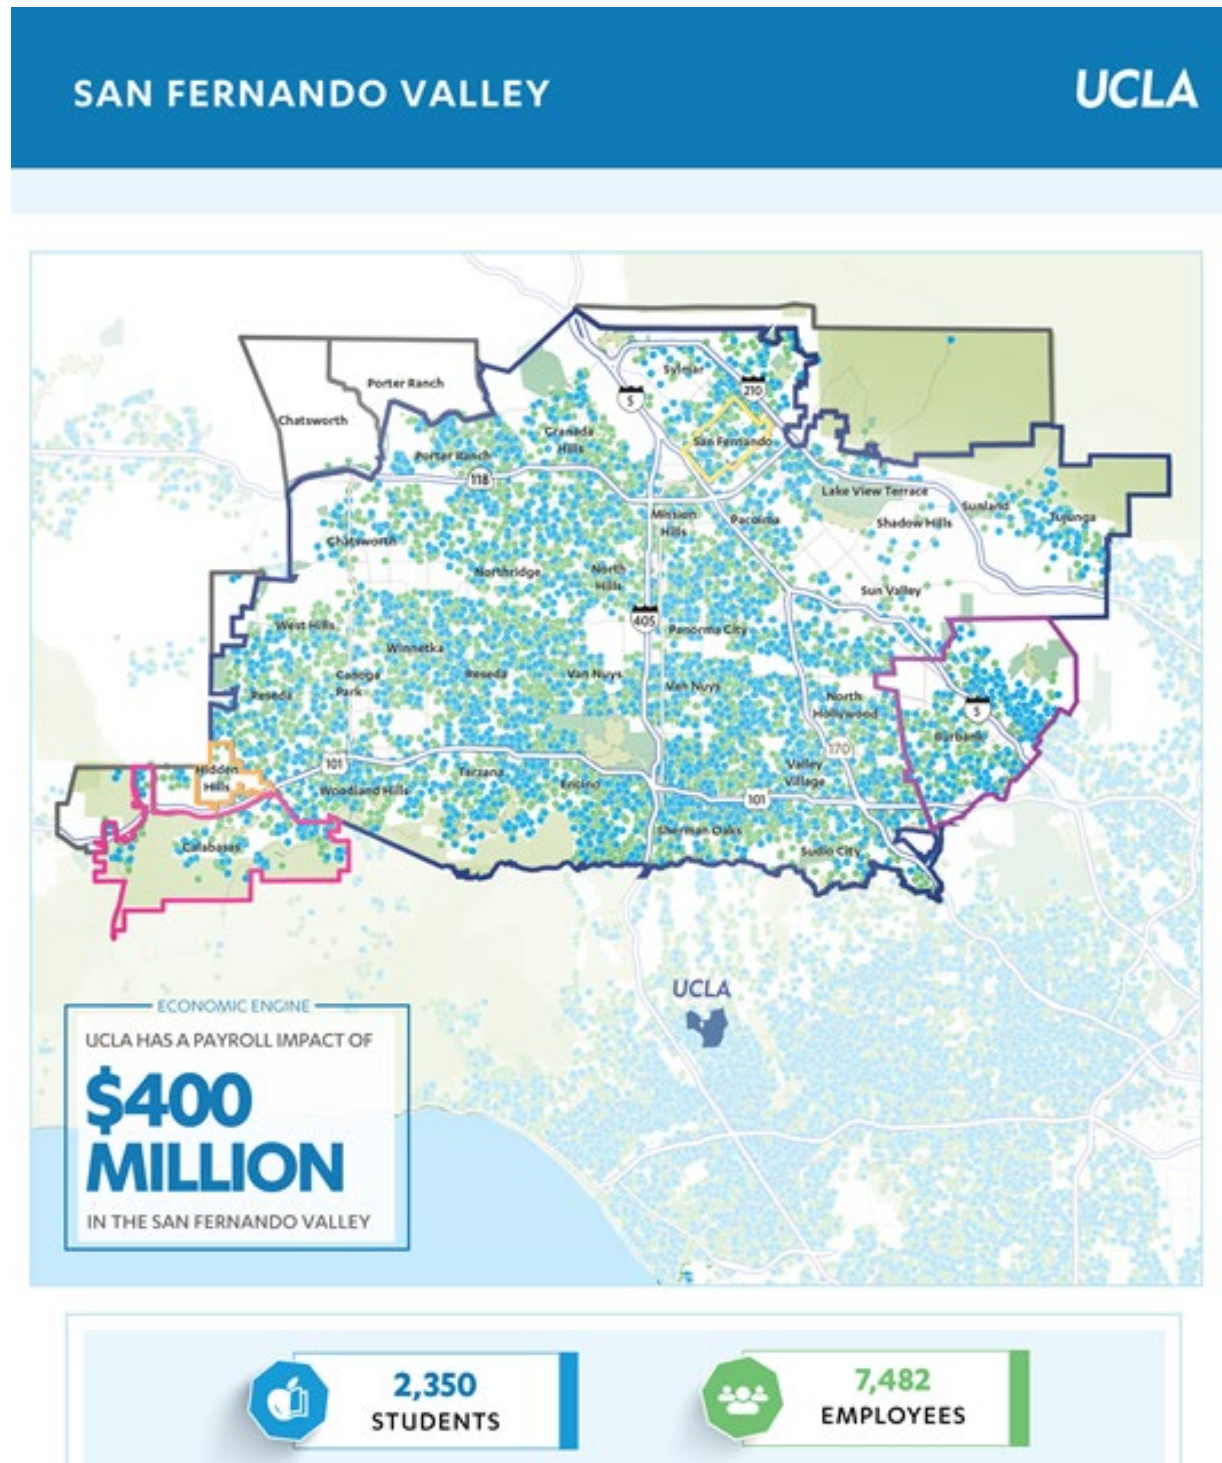 SAN FERNANDO VALLEY
UCLA
Porter Ranch
Chatsworth
Sylmar
5
210
Granada
Hills
San Fernando
Porter Ranch
118
Lake View Terrace
Sunland
Mission
Hills
Pacoima
Shadow Hills
Tujunga
Chatsworth
Northridge
North
Hills
Sun Valley
405
West Hills
Panorma City
Winnetka
Reseda
Canoga
Park
Reseda
Van Nuys
Van Nuys
North
Hollywood
5
Burbank
170
Hidden
Hills
101
Tarzana
Encino
Valley
Village
Woodland Hills
101
Sherman Oaks
Calabasas
Sudio City
UCLA
ECONOMIC ENGINE
UCLA HAS A PAYROLL IMPACT OF
$400
MILLION
IN THE SAN FERNANDO VALLEY
2,350
STUDENTS
7,482
EMPLOYEES